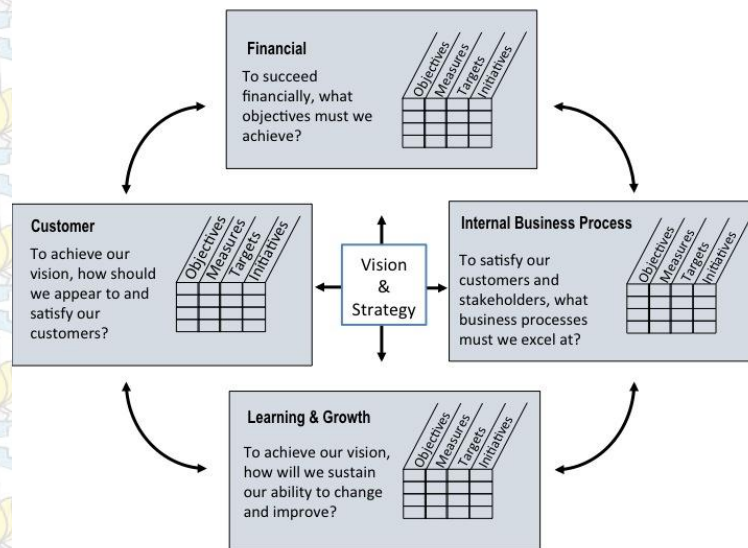 Financial
To succeed
financially, what
objectives must we
achieve?
Objectives
Measures
Targets
Initiatives
Customer
To achieve our
vision, how should
we appear to and
satisfy our
customers?
Objectives
Measures
Targets
Initiatives
Vision
&
Strategy
Internal Business Process
To satisfy our
customers and
stakeholders, what
business processes
must we excel at?
Objectives
Measures
Targets
Initiatives
Learning & Growth
To achieve our vision,
how will we sustain
our ability to change
and improve?
Objectives
Measures
Targets
Initiatives